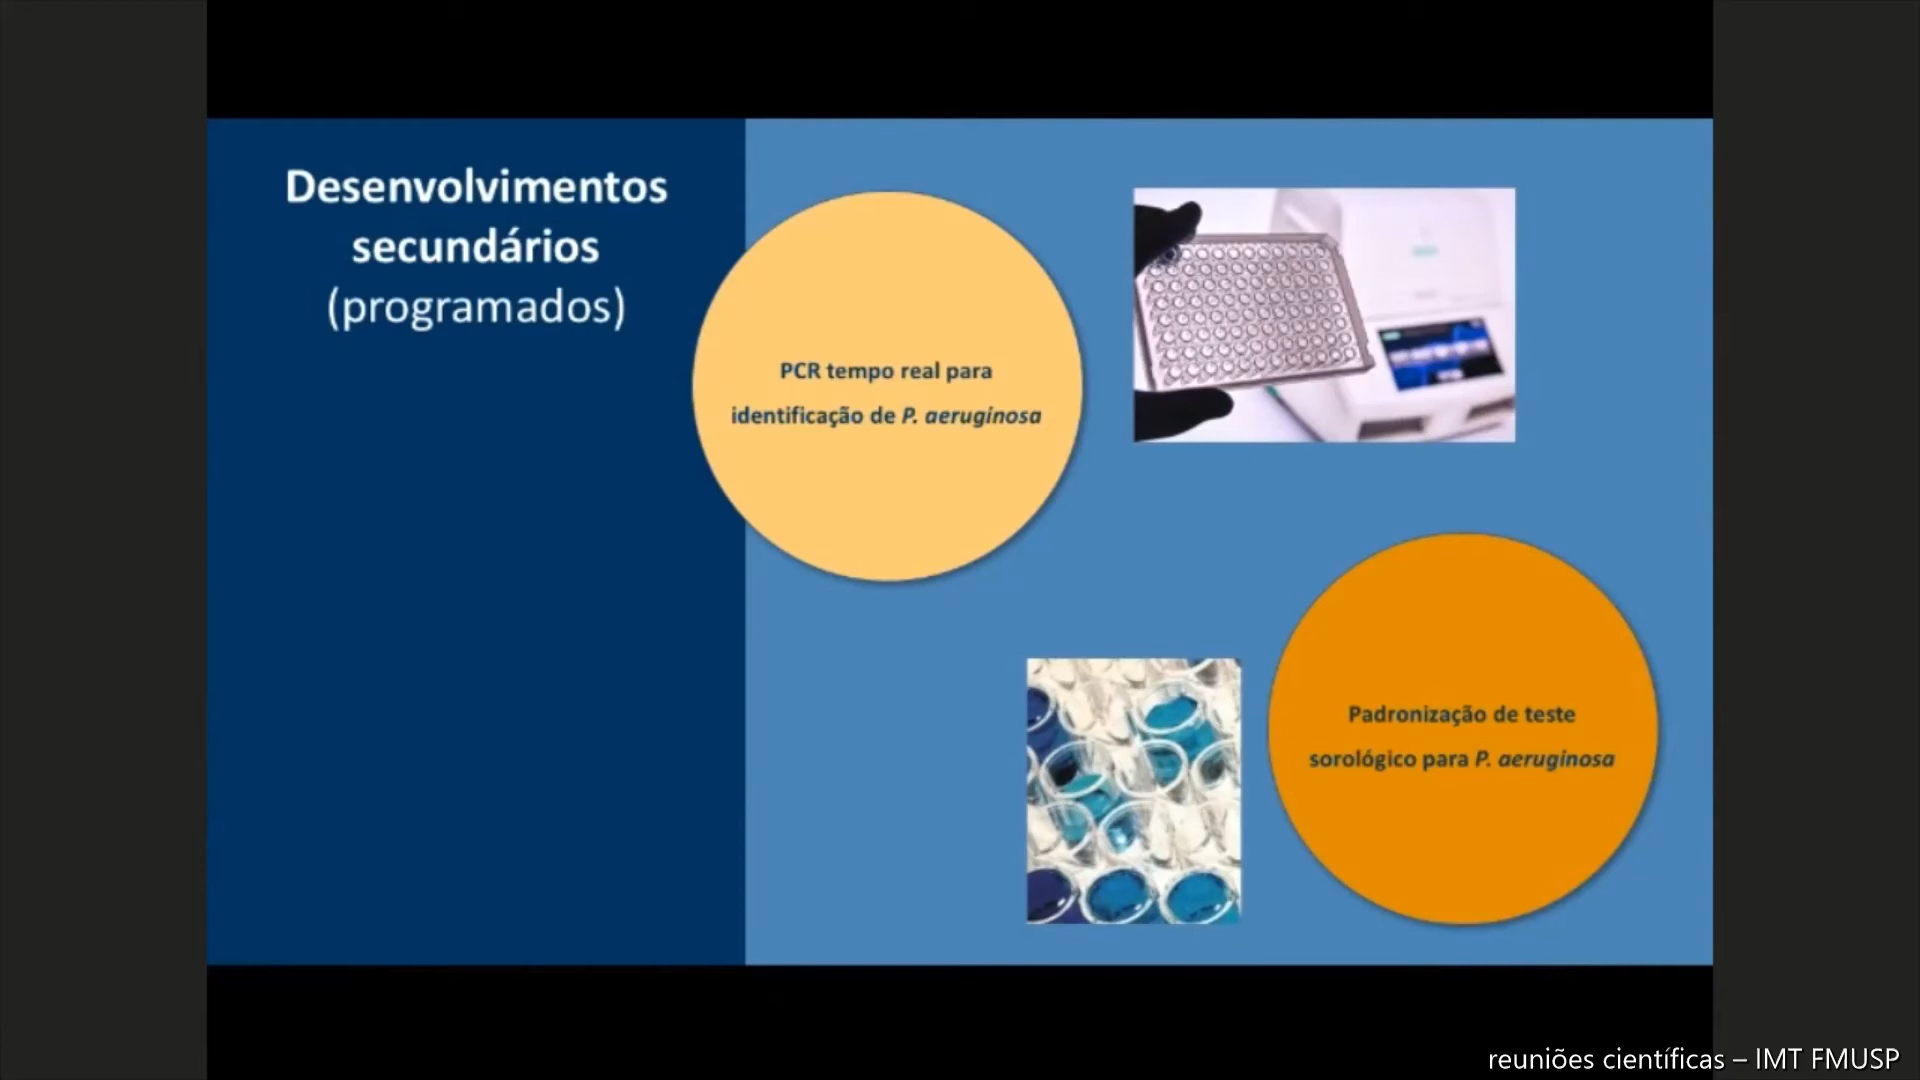 Desenvolvimentos
secundários
(programados)
PCR tempo real para
identificação de P. aeruginosa
Padronização de teste
sorológico para P. aeruginosa
reuniões científicas – IMT FMUSP